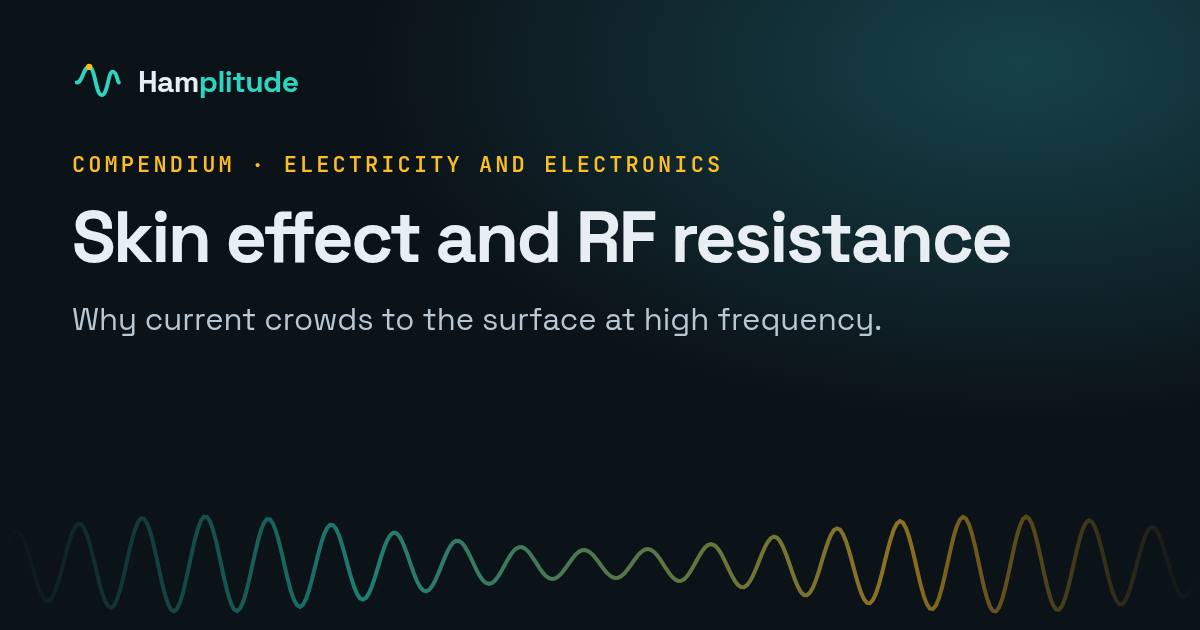 Hamplitude
COMPENDIUM · ELECTRICITY AND ELECTRONICS
Skin effect and RF resistance
Why current crowds to the surface at high frequency.